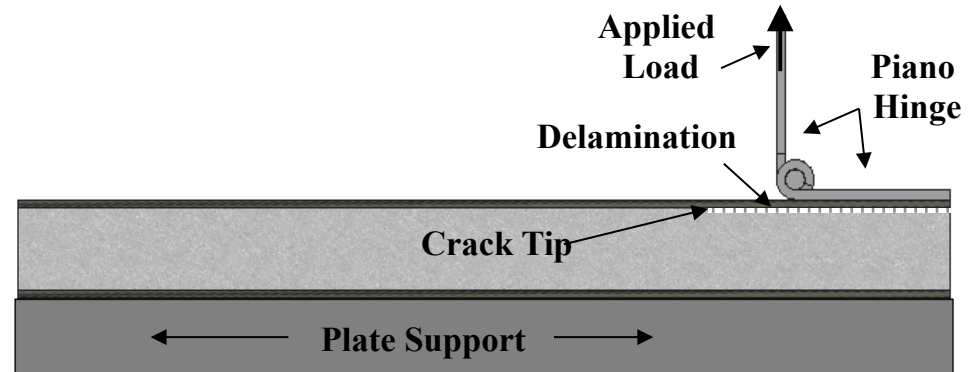 Applied
Load
Piano
Hinge
Delamination
Crack Tip
Plate Support